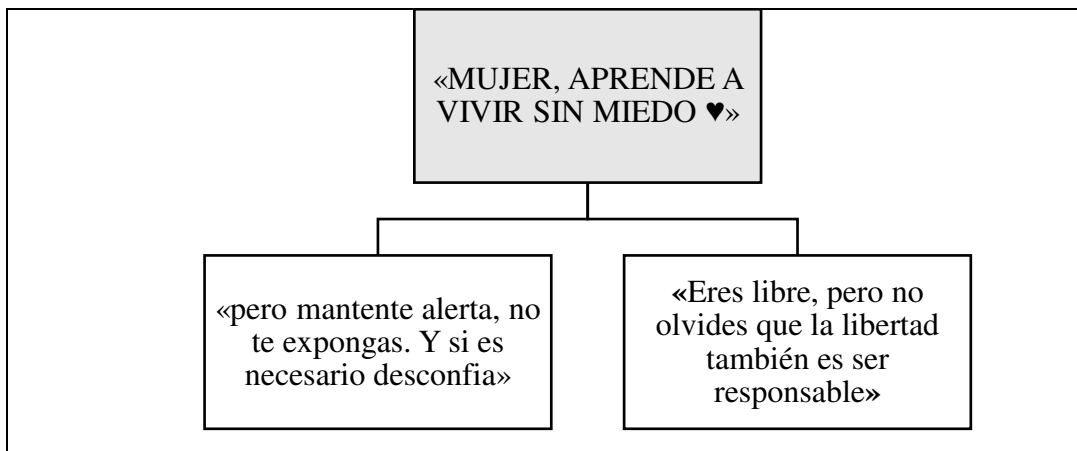 «MUJER, APRENDE A
VIVIR SIN MIEDO ♥»
«pero mantente alerta, no
te expongas. Y si es
necesario desconfia»
«Eres libre, pero no
olvides que la libertad
también es ser
responsable»